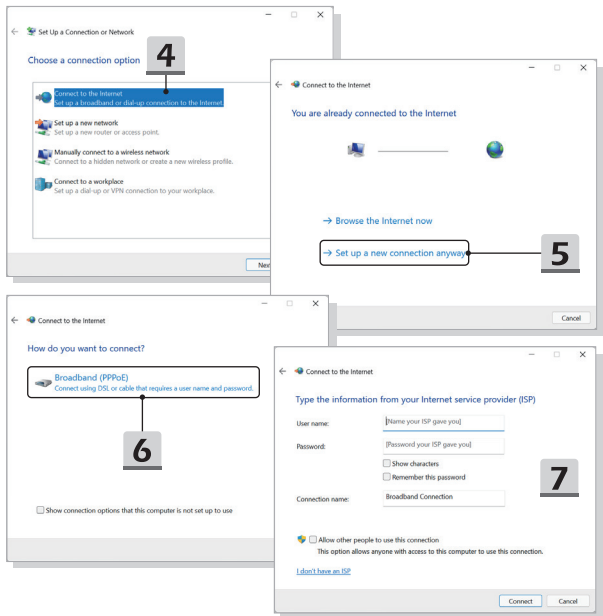 Set Up a Connection or Network
Choose a connection option
4
Connect to the Internet
Set up a broadband or dial-up connection to the Internet.
Set up a new network
Set up a new router or access point.
Manually connect to a wireless network
Connect to a hidden network or create a new wireless profile.
Connect to a workplace
Set up a dial-up or VPN connection to your workplace.
Connect to the Internet
You are already connected to the Internet
→ Browse the Internet now
→ Set up a new connection anyway
5
Cancel
Connect to the Internet
How do you want to connect?
Broadband (PPPoE)
Connect using DSL or cable that requires a user name and password.
6
Show connection options that this computer is not set up to use
Connect to the Internet
Type the information from your Internet service provider (ISP)
User name:
[Name your ISP gave you]
Password:
[Password your ISP gave you]
Show characters
Remember this password
7
Connection name:
Broadband Connection
Allow other people to use this connection
This option allows anyone with access to this computer to use this connection.
I don't have an ISP
Connect
Cancel